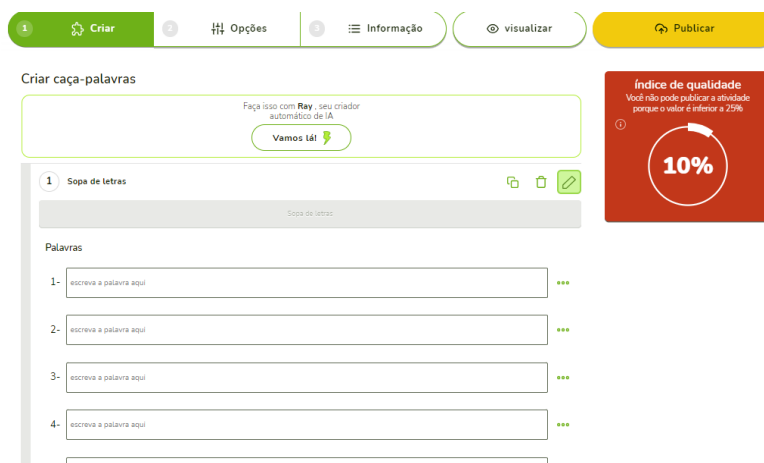 1 Criar 2 Opções 3 Informação visualizar Publicar
Criar caça-palavras
Faça isso com Ray , seu criador
automático de IA
Vamos lá!
índice de qualidade
Você não pode publicar a atividade
porque o valor é inferior a 25%
10%
1 Sopa de letras
Sopa de letras
Palavras
1- escreva a palavra aqui
2- escreva a palavra aqui
3- escreva a palavra aqui
4- escreva a palavra aqui